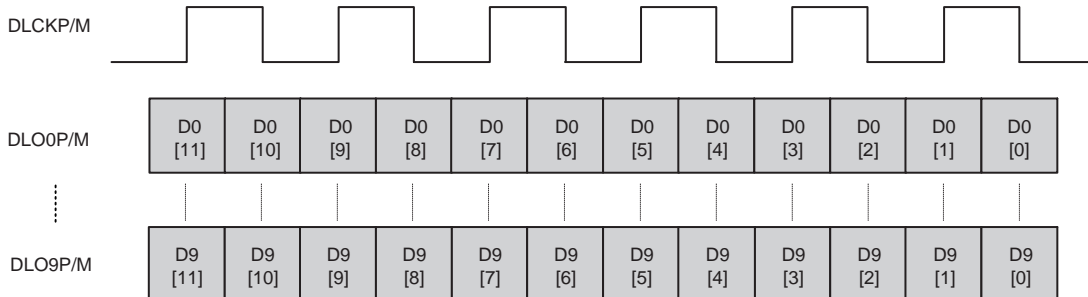 DLCKP/M
DLO0P/M
D0 D0 D0 D0 D0 D0 D0 D0 D0 D0 D0 D0
[11] [10] [9] [8] [7] [6] [5] [4] [3] [2] [1] [0]
DLO9P/M
D9 D9 D9 D9 D9 D9 D9 D9 D9 D9 D9 D9
[11] [10] [9] [8] [7] [6] [5] [4] [3] [2] [1] [0]